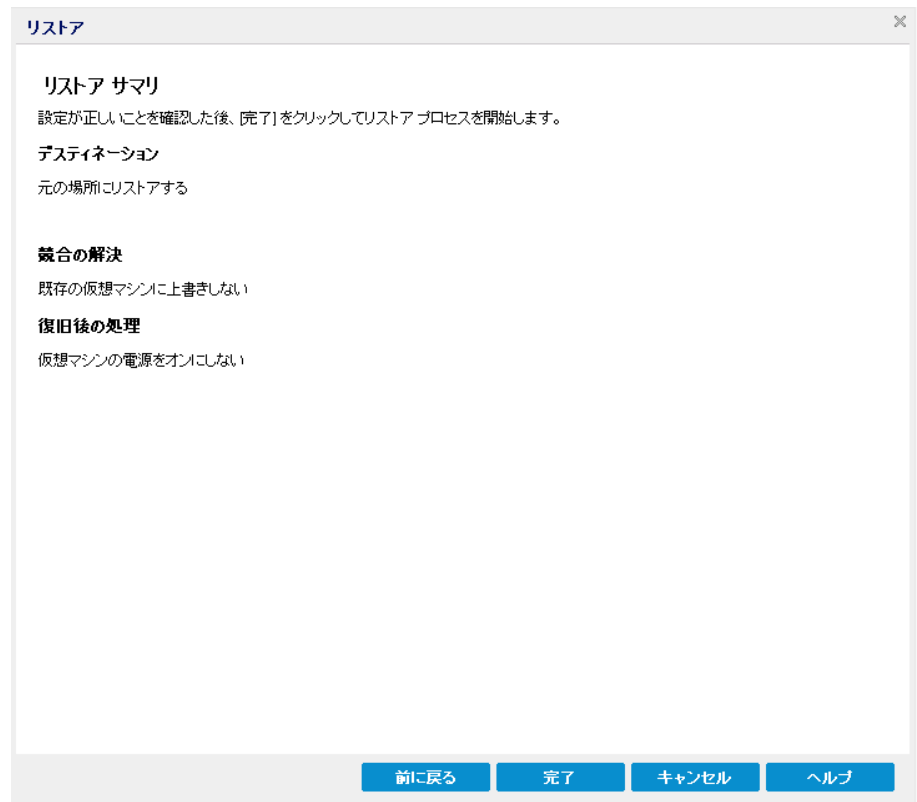 リストア
リストア サマリ
設定が正しいことを確認した後、[完了] をクリックしてリストア プロセスを開始します。
デスティネーション
元の場所にリストアする
競合の解決
既存の仮想マシンに上書きしない
復旧後の処理
仮想マシンの電源をオンにしない
前に戻る 完了 キャンセル ヘルプ